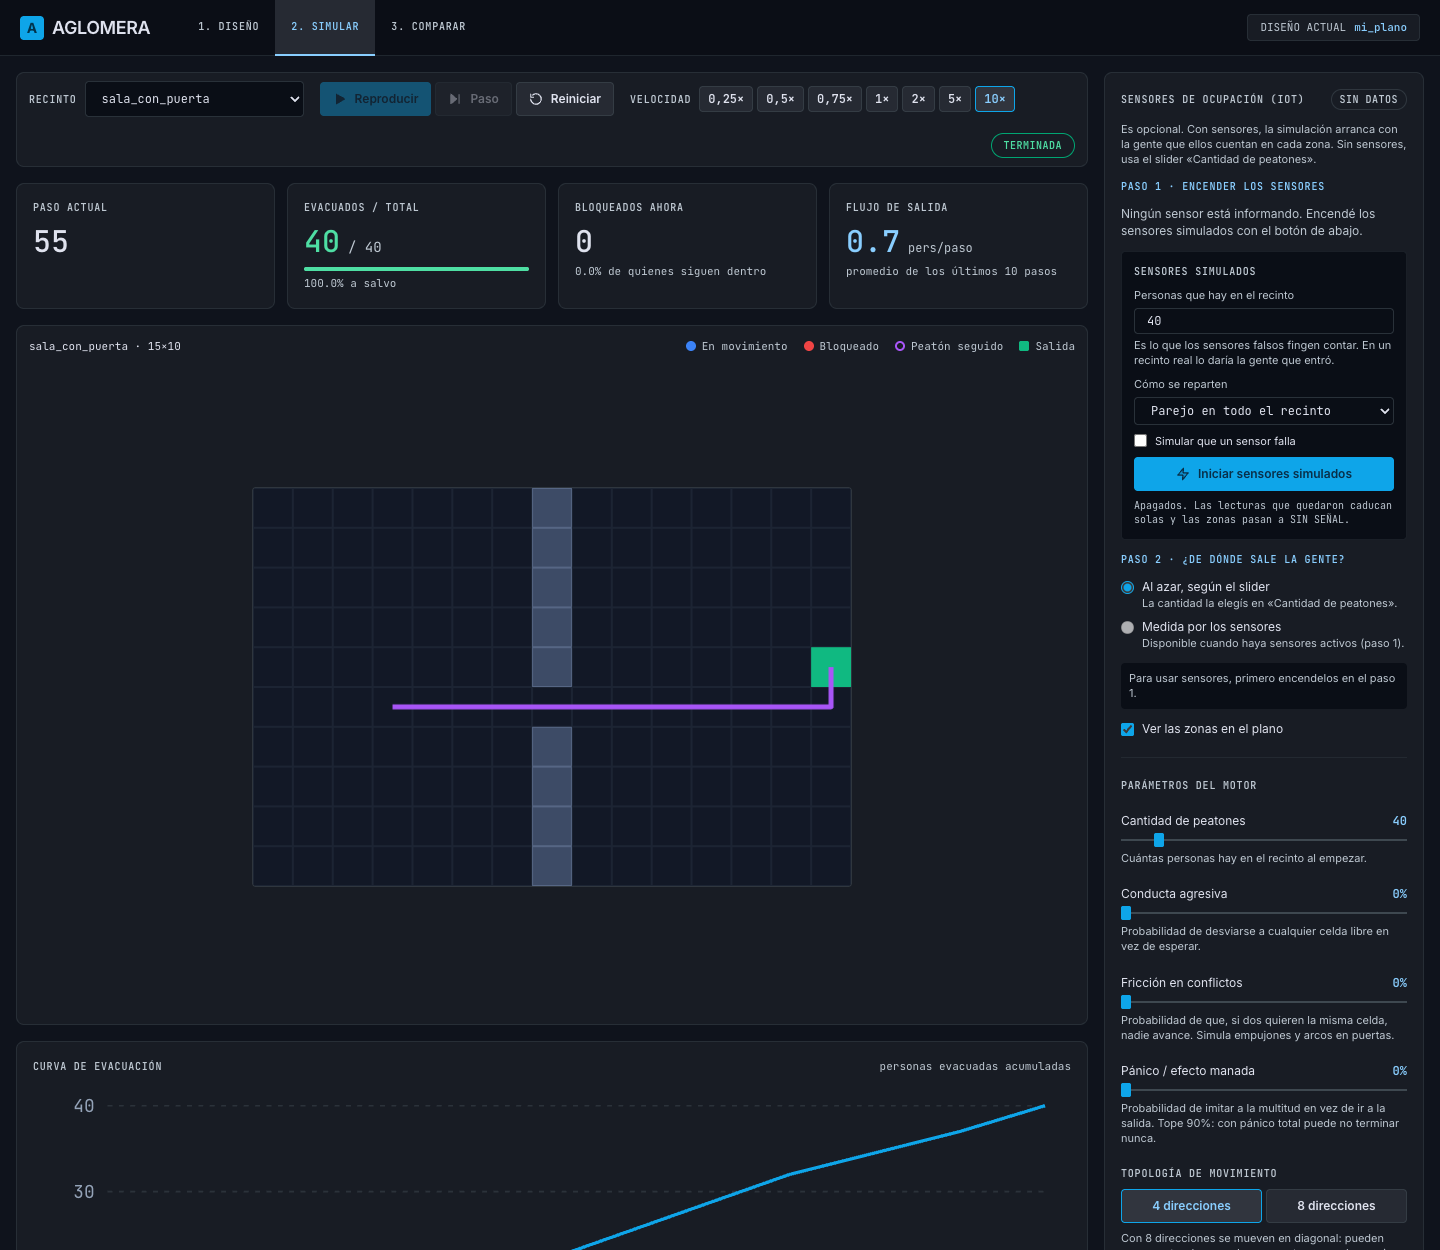 A AGLOMERA
1. DISEÑO
2. SIMULAR
3. COMPARAR
DISEÑO ACTUAL mi_plano
RECINTO
sala_con_puerta
Reproducir
Paso
Reiniciar
VELOCIDAD
0,25×
0,5×
0,75×
1×
2×
5×
10×
TERMINADA
PASO ACTUAL
55
EVACUADOS / TOTAL
40 / 40
100.0% a salvo
BLOQUEADOS AHORA
0
0.0% de quienes siguen dentro
FLUJO DE SALIDA
0.7 pers/paso
promedio de los últimos 10 pasos
sala_con_puerta · 15×10
En movimiento
Bloqueado
Peatón seguido
Salida
CURVA DE EVACUACIÓN
personas evacuadas acumuladas
40
30
SENSORES DE OCUPACIÓN (IOT)
SIN DATOS
Es opcional. Con sensores, la simulación arranca con
la gente que ellos cuentan en cada zona. Sin sensores,
usa el slider «Cantidad de peatones».
PASO 1 · ENCENDER LOS SENSORES
Ningún sensor está informando. Encendé los
sensores simulados con el botón de abajo.
SENSORES SIMULADOS
Personas que hay en el recinto
40
Es lo que los sensores falsos fingen contar. En un
recinto real lo daría la gente que entró.
Cómo se reparten
Parejo en todo el recinto
Simular que un sensor falla
Iniciar sensores simulados
Apagados. Las lecturas que quedaron caducan
solas y las zonas pasan a SIN SEÑAL.
PASO 2 · ¿DE DÓNDE SALE LA GENTE?
Al azar, según el slider
La cantidad la elegís en «Cantidad de peatones».
Medida por los sensores
Disponible cuando haya sensores activos (paso 1).
Para usar sensores, primero encendelos en el paso
1.
Ver las zonas en el plano
PARÁMETROS DEL MOTOR
Cantidad de peatones 40
Cuántas personas hay en el recinto al empezar.
Conducta agresiva 0%
Probabilidad de desviarse a cualquier celda libre en
vez de esperar.
Fricción en conflictos 0%
Probabilidad de que, si dos quieren la misma celda,
nadie avance. Simula empujones y arcos en puertas.
Pánico / efecto manada 0%
Probabilidad de imitar a la multitud en vez de ir a la
salida. Tope 90%: con pánico total puede no terminar
nunca.
TOPOLOGÍA DE MOVIMIENTO
4 direcciones
8 direcciones
Con 8 direcciones se mueven en diagonal: pueden